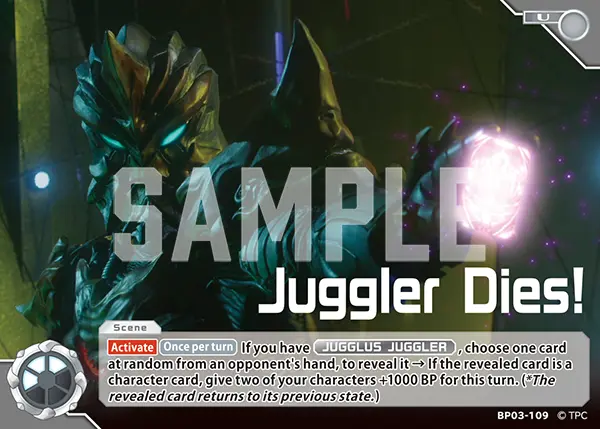 U
SAMPLE
Juggler Dies!
Scene
Activate Once per turn If you have JUGGLUS JUGGLER , choose one card
at random from an opponent's hand, to reveal it → If the revealed card is a
character card, give two of your characters +1000 BP for this turn. (*The
revealed card returns to its previous state.)
BP03-109 © TPC